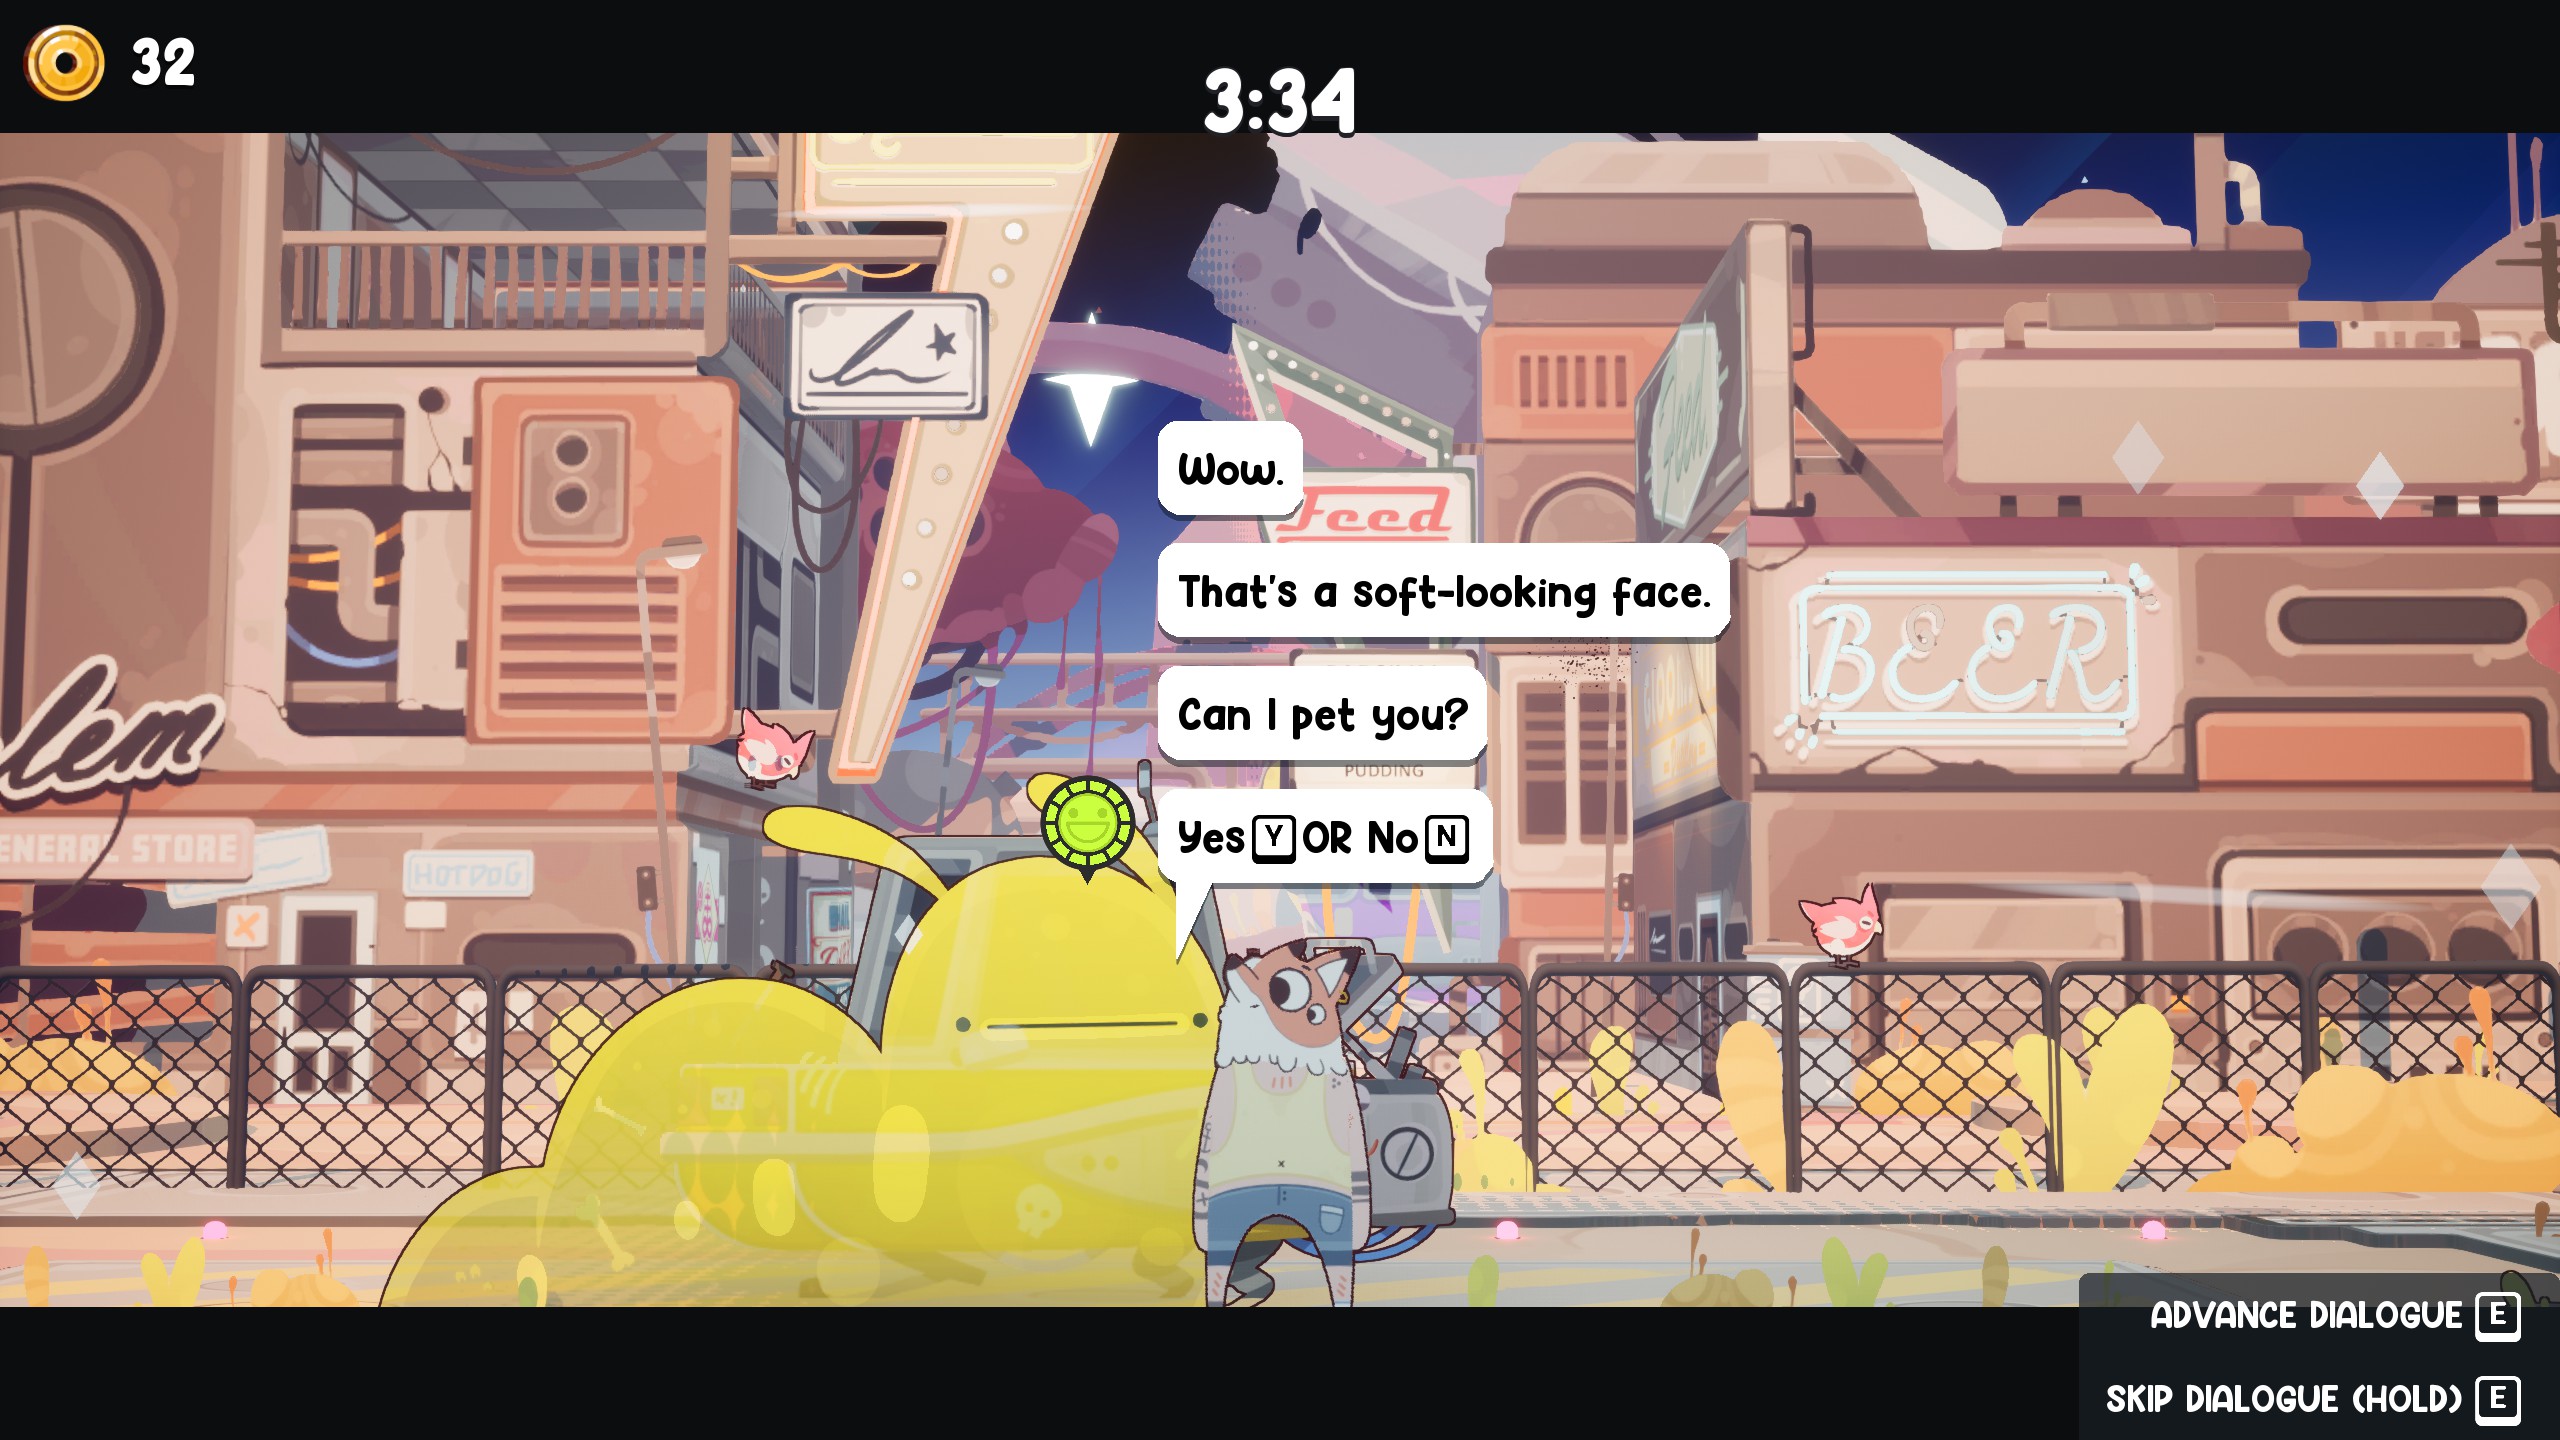 32
3:34
Wow.
Feed
That's a soft-looking face.
Can I pet you?
PUDDING
Yes Y OR No N
BEER
lem
ENERAL STORE
HOTDOG
ADVANCE DIALOGUE E
SKIP DIALOGUE (HOLD) E